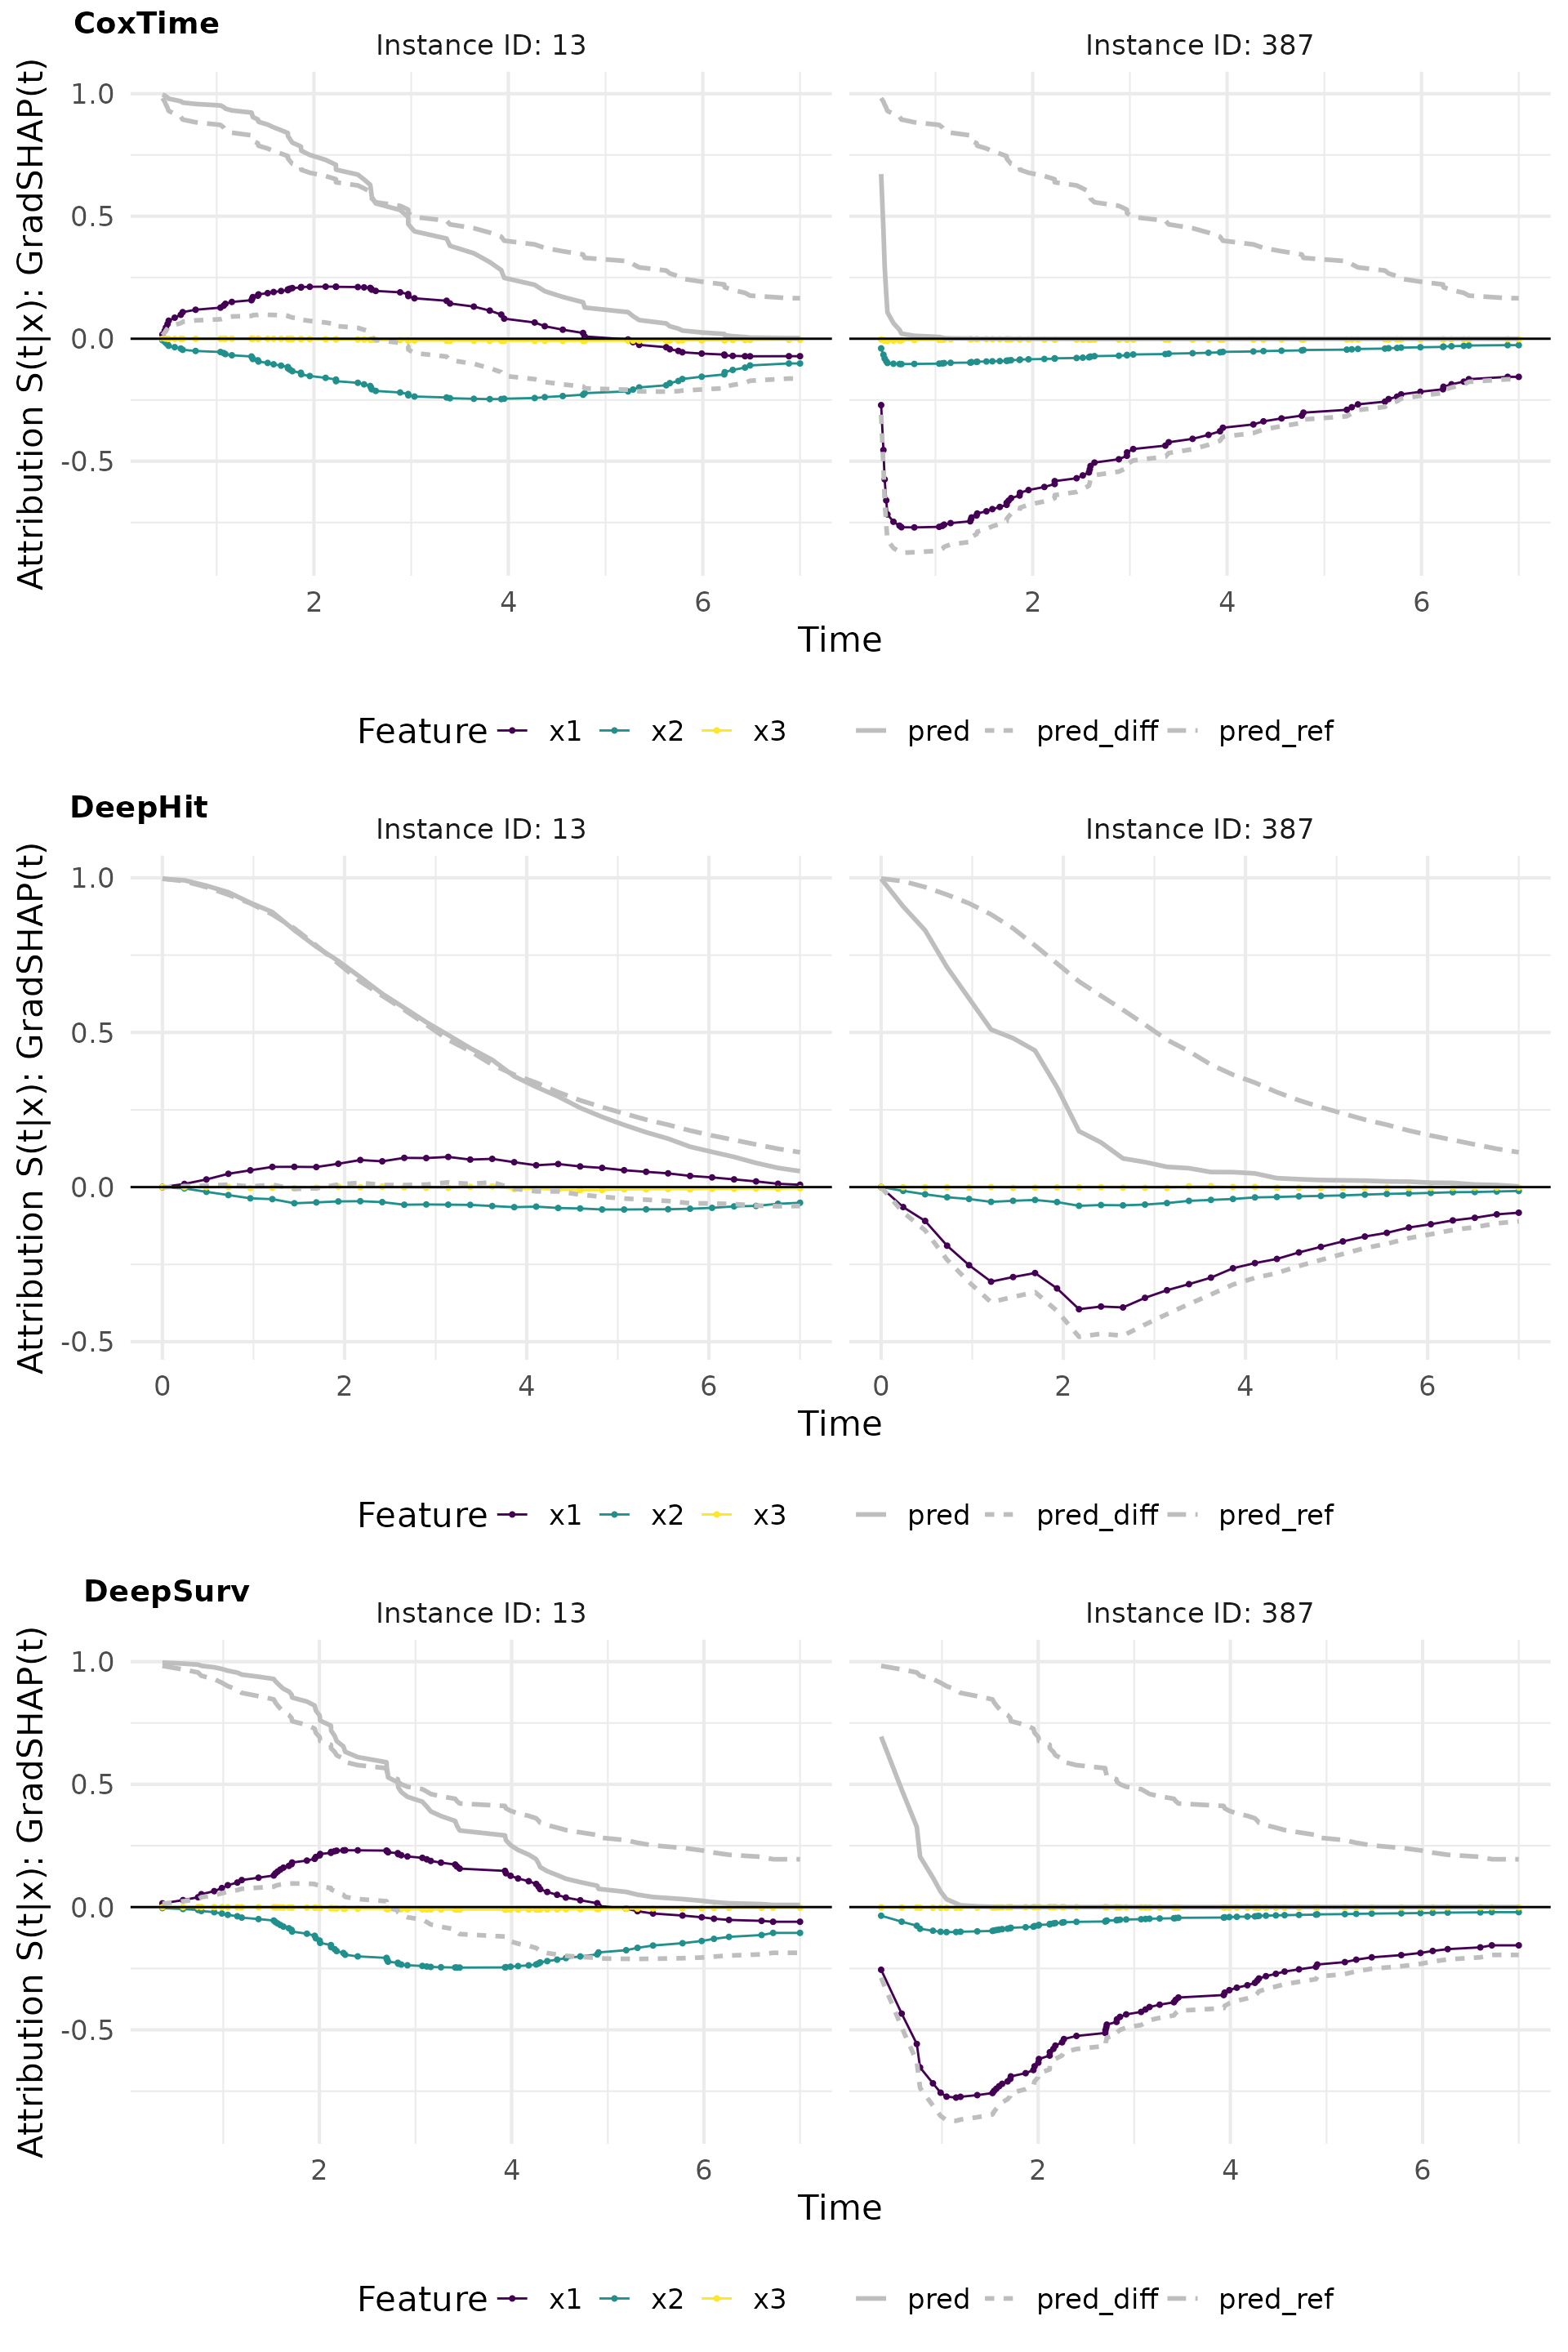 CoxTime
Instance ID: 13 Instance ID: 387
Attribution S(t|x): GradSHAP(t)
1.0
0.5
0.0
-0.5
2 4 6 2 4 6
Time
Feature x1 x2 x3 pred pred_diff pred_ref
DeepHit
Instance ID: 13 Instance ID: 387
Attribution S(t|x): GradSHAP(t)
1.0
0.5
0.0
-0.5
0 2 4 6 0 2 4 6
Time
Feature x1 x2 x3 pred pred_diff pred_ref
DeepSurv
Instance ID: 13 Instance ID: 387
Attribution S(t|x): GradSHAP(t)
1.0
0.5
0.0
-0.5
2 4 6 2 4 6
Time
Feature x1 x2 x3 pred pred_diff pred_ref